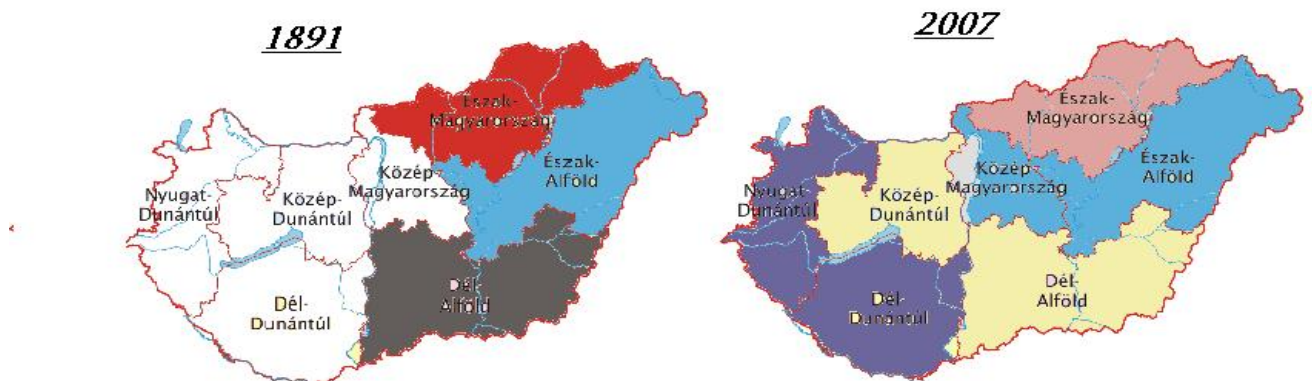 1891
Észak-
Magyarország
Észak-
Alföld
Közép-
Magyarország
Nyugat-
Dunántúl
Közép-
Dunántúl
Dél-
Alföld
Dél-
Dunántúl
2007
Észak-
Magyarország
Észak-
Alföld
Közép-
Magyarország
Nyugat-
Dunántúl
Közép-
Dunántúl
Dél-
Alföld
Dél-
Dunántúl